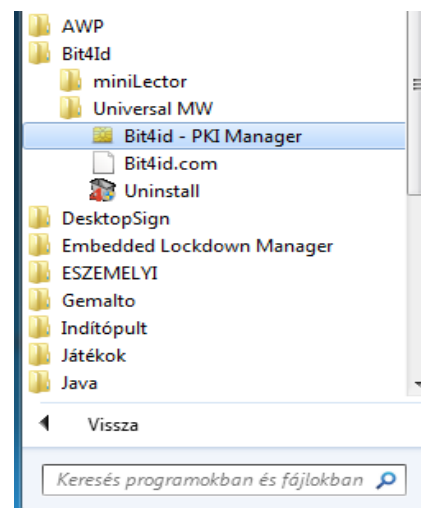 AWP
Bit4Id
miniLector
Universal MW
Bit4id - PKI Manager
Bit4id.com
Uninstall
DesktopSign
Embedded Lockdown Manager
ESZEMELYI
Gemalto
Indítópult
Játékok
Java
Vissza
Keresés programokban és fájlokban